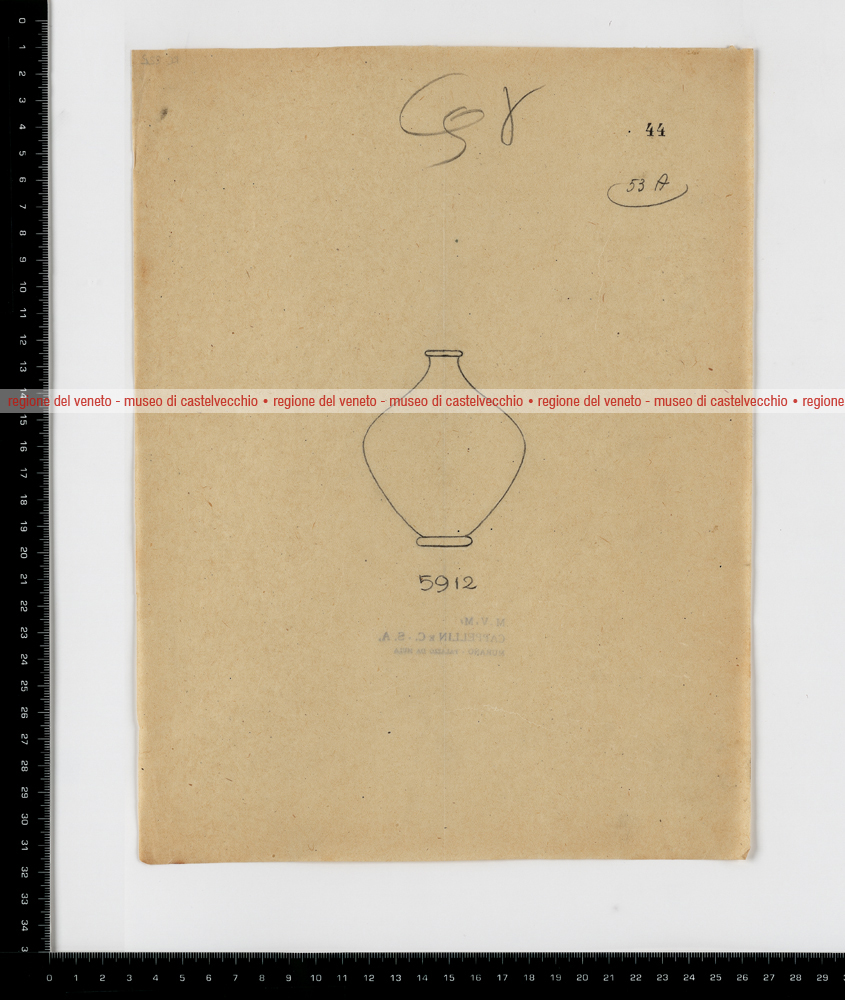 44
53 A
regione del veneto - museo di castelvecchio • regione del veneto - museo di castelvecchio • regione del veneto - museo di castelvecchio • regione
5912
M.V.M.
CAPPELLIN e C. - S. A.
MURANO -
0 1 2 3 4 5 6 7 8 9 10 11 12 13 14 15 16 17 18 19 20 21 22 23 24 25 26 27 28 29 30 31 32 33 34 3
0 1 2 3 4 5 6 7 8 9 10 11 12 13 14 15 16 17 18 19 20 21 22 23 24 25 26 27 28 29